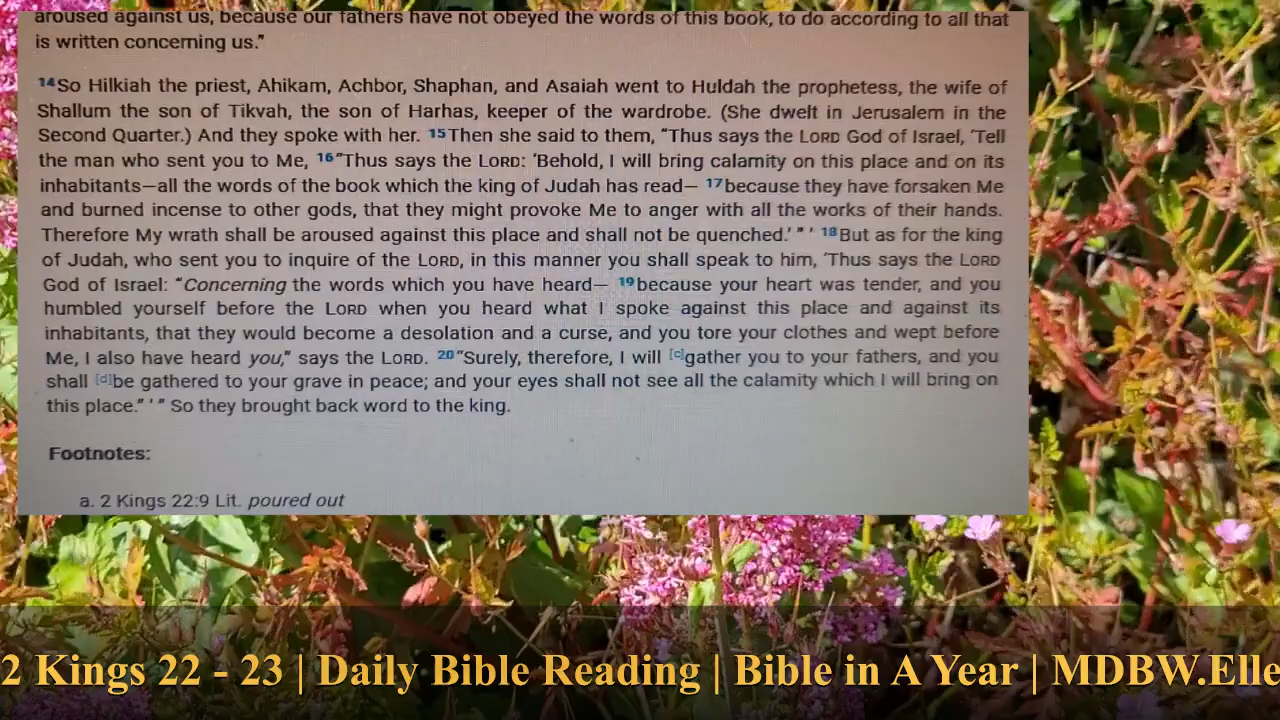 aroused against us, because our fathers have not obeyed the words of this book, to do according to all that
is written concerning us.”
14So Hilkiah the priest, Ahikam, Achbor, Shaphan, and Asaiah went to Huldah the prophetess, the wife of
Shallum the son of Tikvah, the son of Harhas, keeper of the wardrobe. (She dwelt in Jerusalem in the
Second Quarter.) And they spoke with her. 15Then she said to them, “Thus says the LORD God of Israel, ‘Tell
the man who sent you to Me, 16“Thus says the LORD: ‘Behold, I will bring calamity on this place and on its
inhabitants—all the words of the book which the king of Judah has read— 17because they have forsaken Me
and burned incense to other gods, that they might provoke Me to anger with all the works of their hands.
Therefore My wrath shall be aroused against this place and shall not be quenched.’ ” ’ 18But as for the king
of Judah, who sent you to inquire of the LORD, in this manner you shall speak to him, ‘Thus says the LORD
God of Israel: “Concerning the words which you have heard— 19because your heart was tender, and you
humbled yourself before the LORD when you heard what I spoke against this place and against its
inhabitants, that they would become a desolation and a curse, and you tore your clothes and wept before
Me, I also have heard you,” says the LORD. 20“Surely, therefore, I will [c]gather you to your fathers, and you
shall [d]be gathered to your grave in peace; and your eyes shall not see all the calamity which I will bring on
this place.” ’ ” So they brought back word to the king.
Footnotes:
a. 2 Kings 22:9 Lit. poured out
2 Kings 22 - 23 | Daily Bible Reading | Bible in A Year | MDBW.Elle